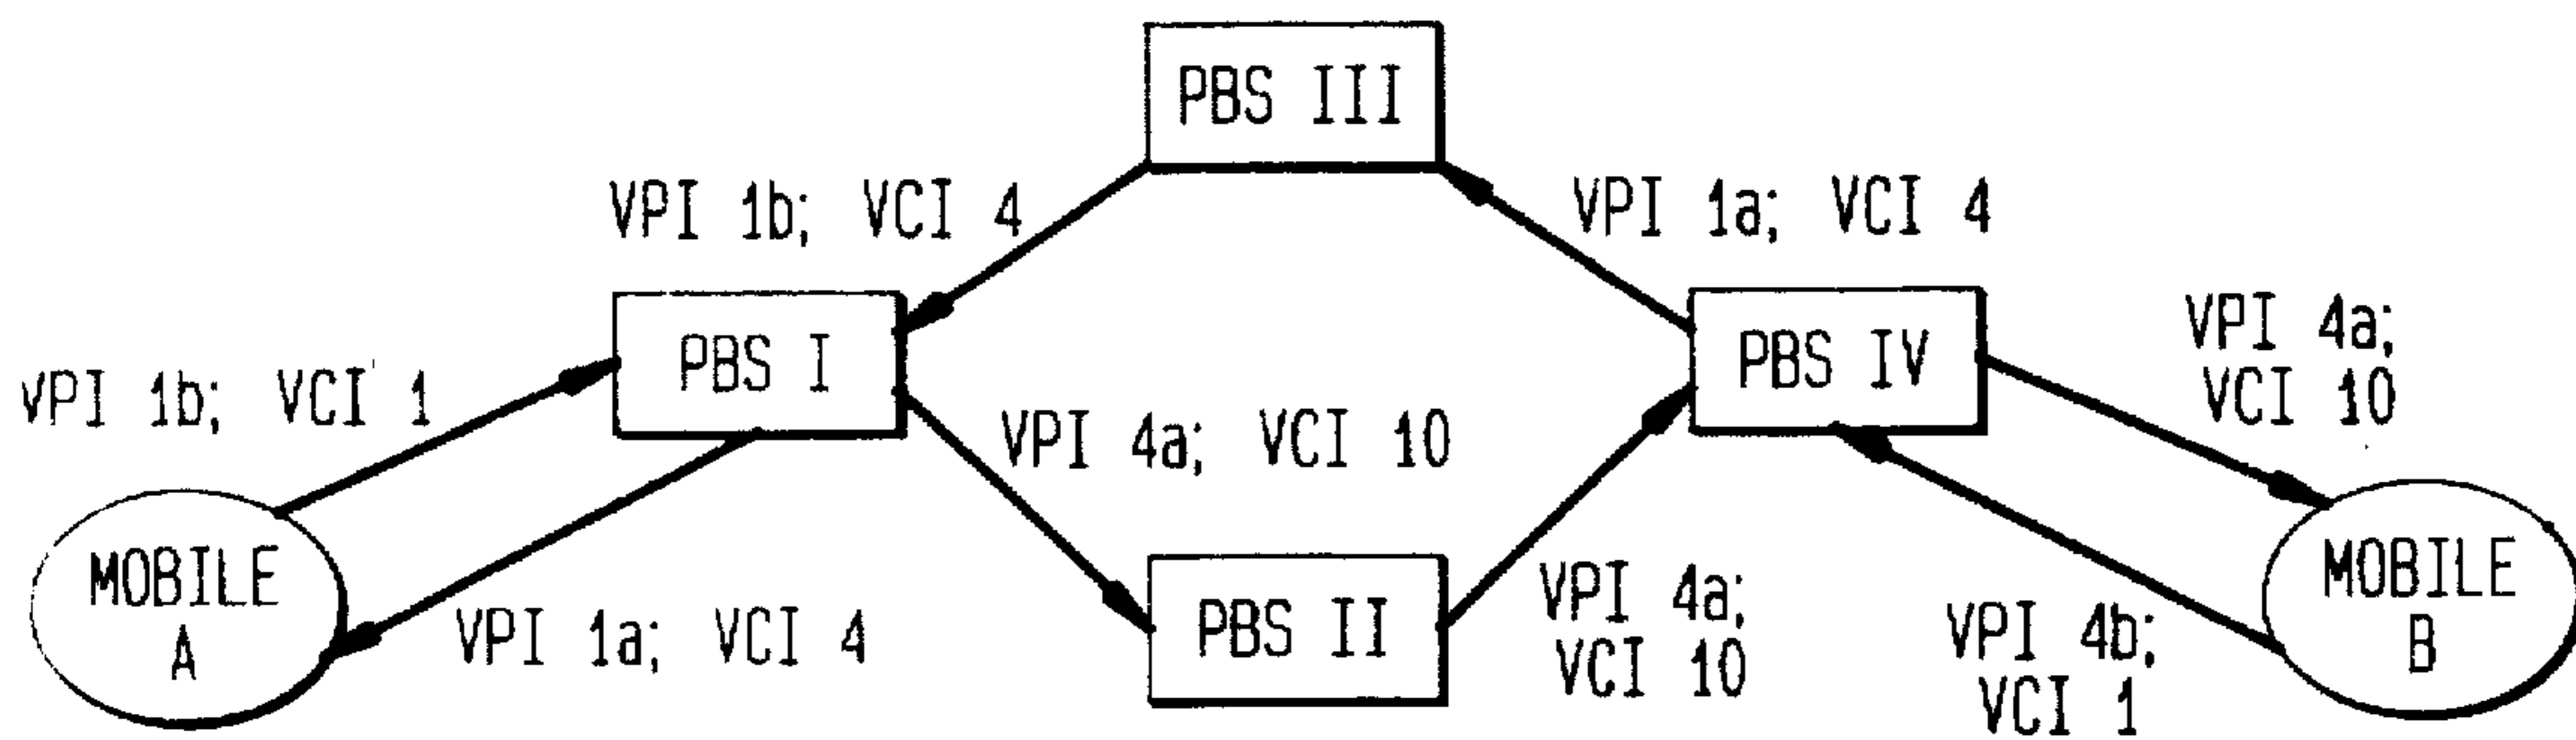 PBS III
VPI 1b; VCI 4
VPI 1a; VCI 4
PBS I
PBS IV
VPI 4a;
VCI 10
VPI 1b; VCI 1
VPI 4a; VCI 10
MOBILE
A
VPI 1a; VCI 4
PBS II
VPI 4a;
VCI 10
VPI 4b;
VCI 1
MOBILE
B